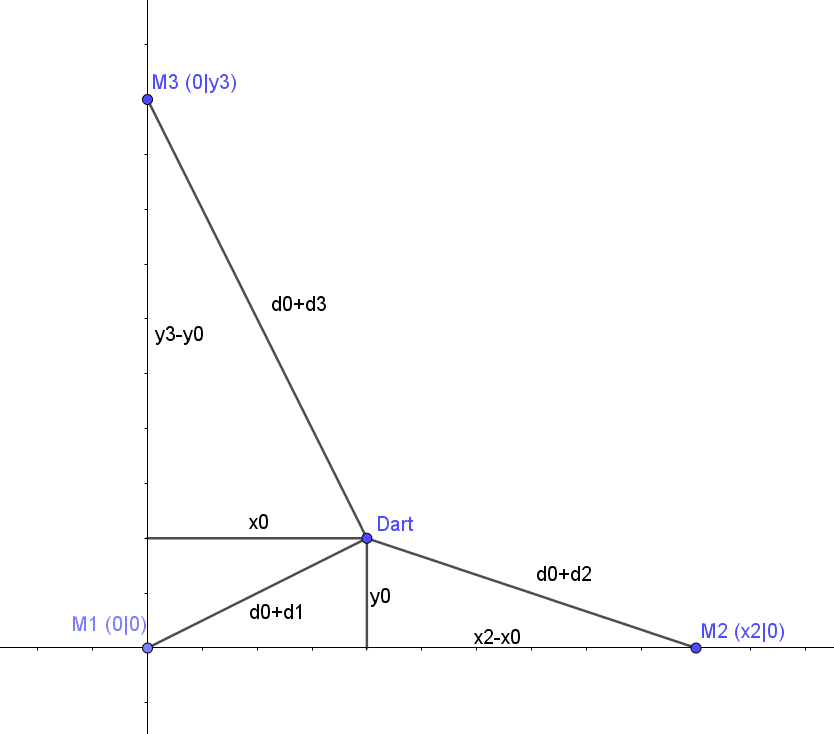 M3 (0|y3)
d0+d3
y3-y0
x0
Dart
d0+d2
y0
d0+d1
M1 (0|0)
x2-x0
M2 (x2|0)